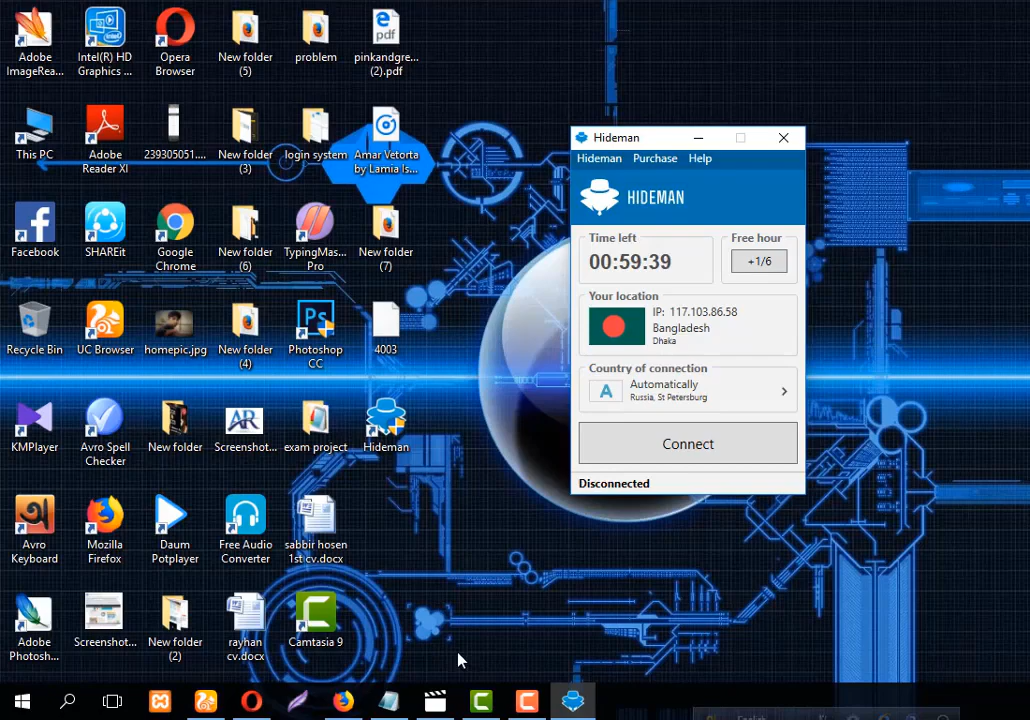 Adobe
ImageRea...
Intel(R) HD
Graphics ...
Opera
Browser
New folder
(5)
problem
pinkandgre...
(2).pdf
This PC
Adobe
Reader XI
239305051....
New folder
(3)
login system
Amar Vetorta
by Lamia Is...
Facebook
SHAREit
Google
Chrome
New folder
(6)
TypingMas...
Pro
New folder
(7)
Recycle Bin
UC Browser
homepic.jpg
New folder
(4)
Photoshop
CC
4003
KMPlayer
Avro Spell
Checker
New folder
Screenshot...
exam project
Hideman
Avro
Keyboard
Mozilla
Firefox
Daum
Potplayer
Free Audio
Converter
sabbir hosen
1st cv.docx
Adobe
Photosh...
Screenshot...
New folder
(2)
rayhan
cv.docx
Camtasia 9
Hideman
Hideman Purchase Help
HIDEMAN
Time left
00:59:39
Free hour
+1/6
Your location
IP: 117.103.86.58
Bangladesh
Dhaka
Country of connection
A
Automatically
Russia, St Petersburg
Connect
Disconnected